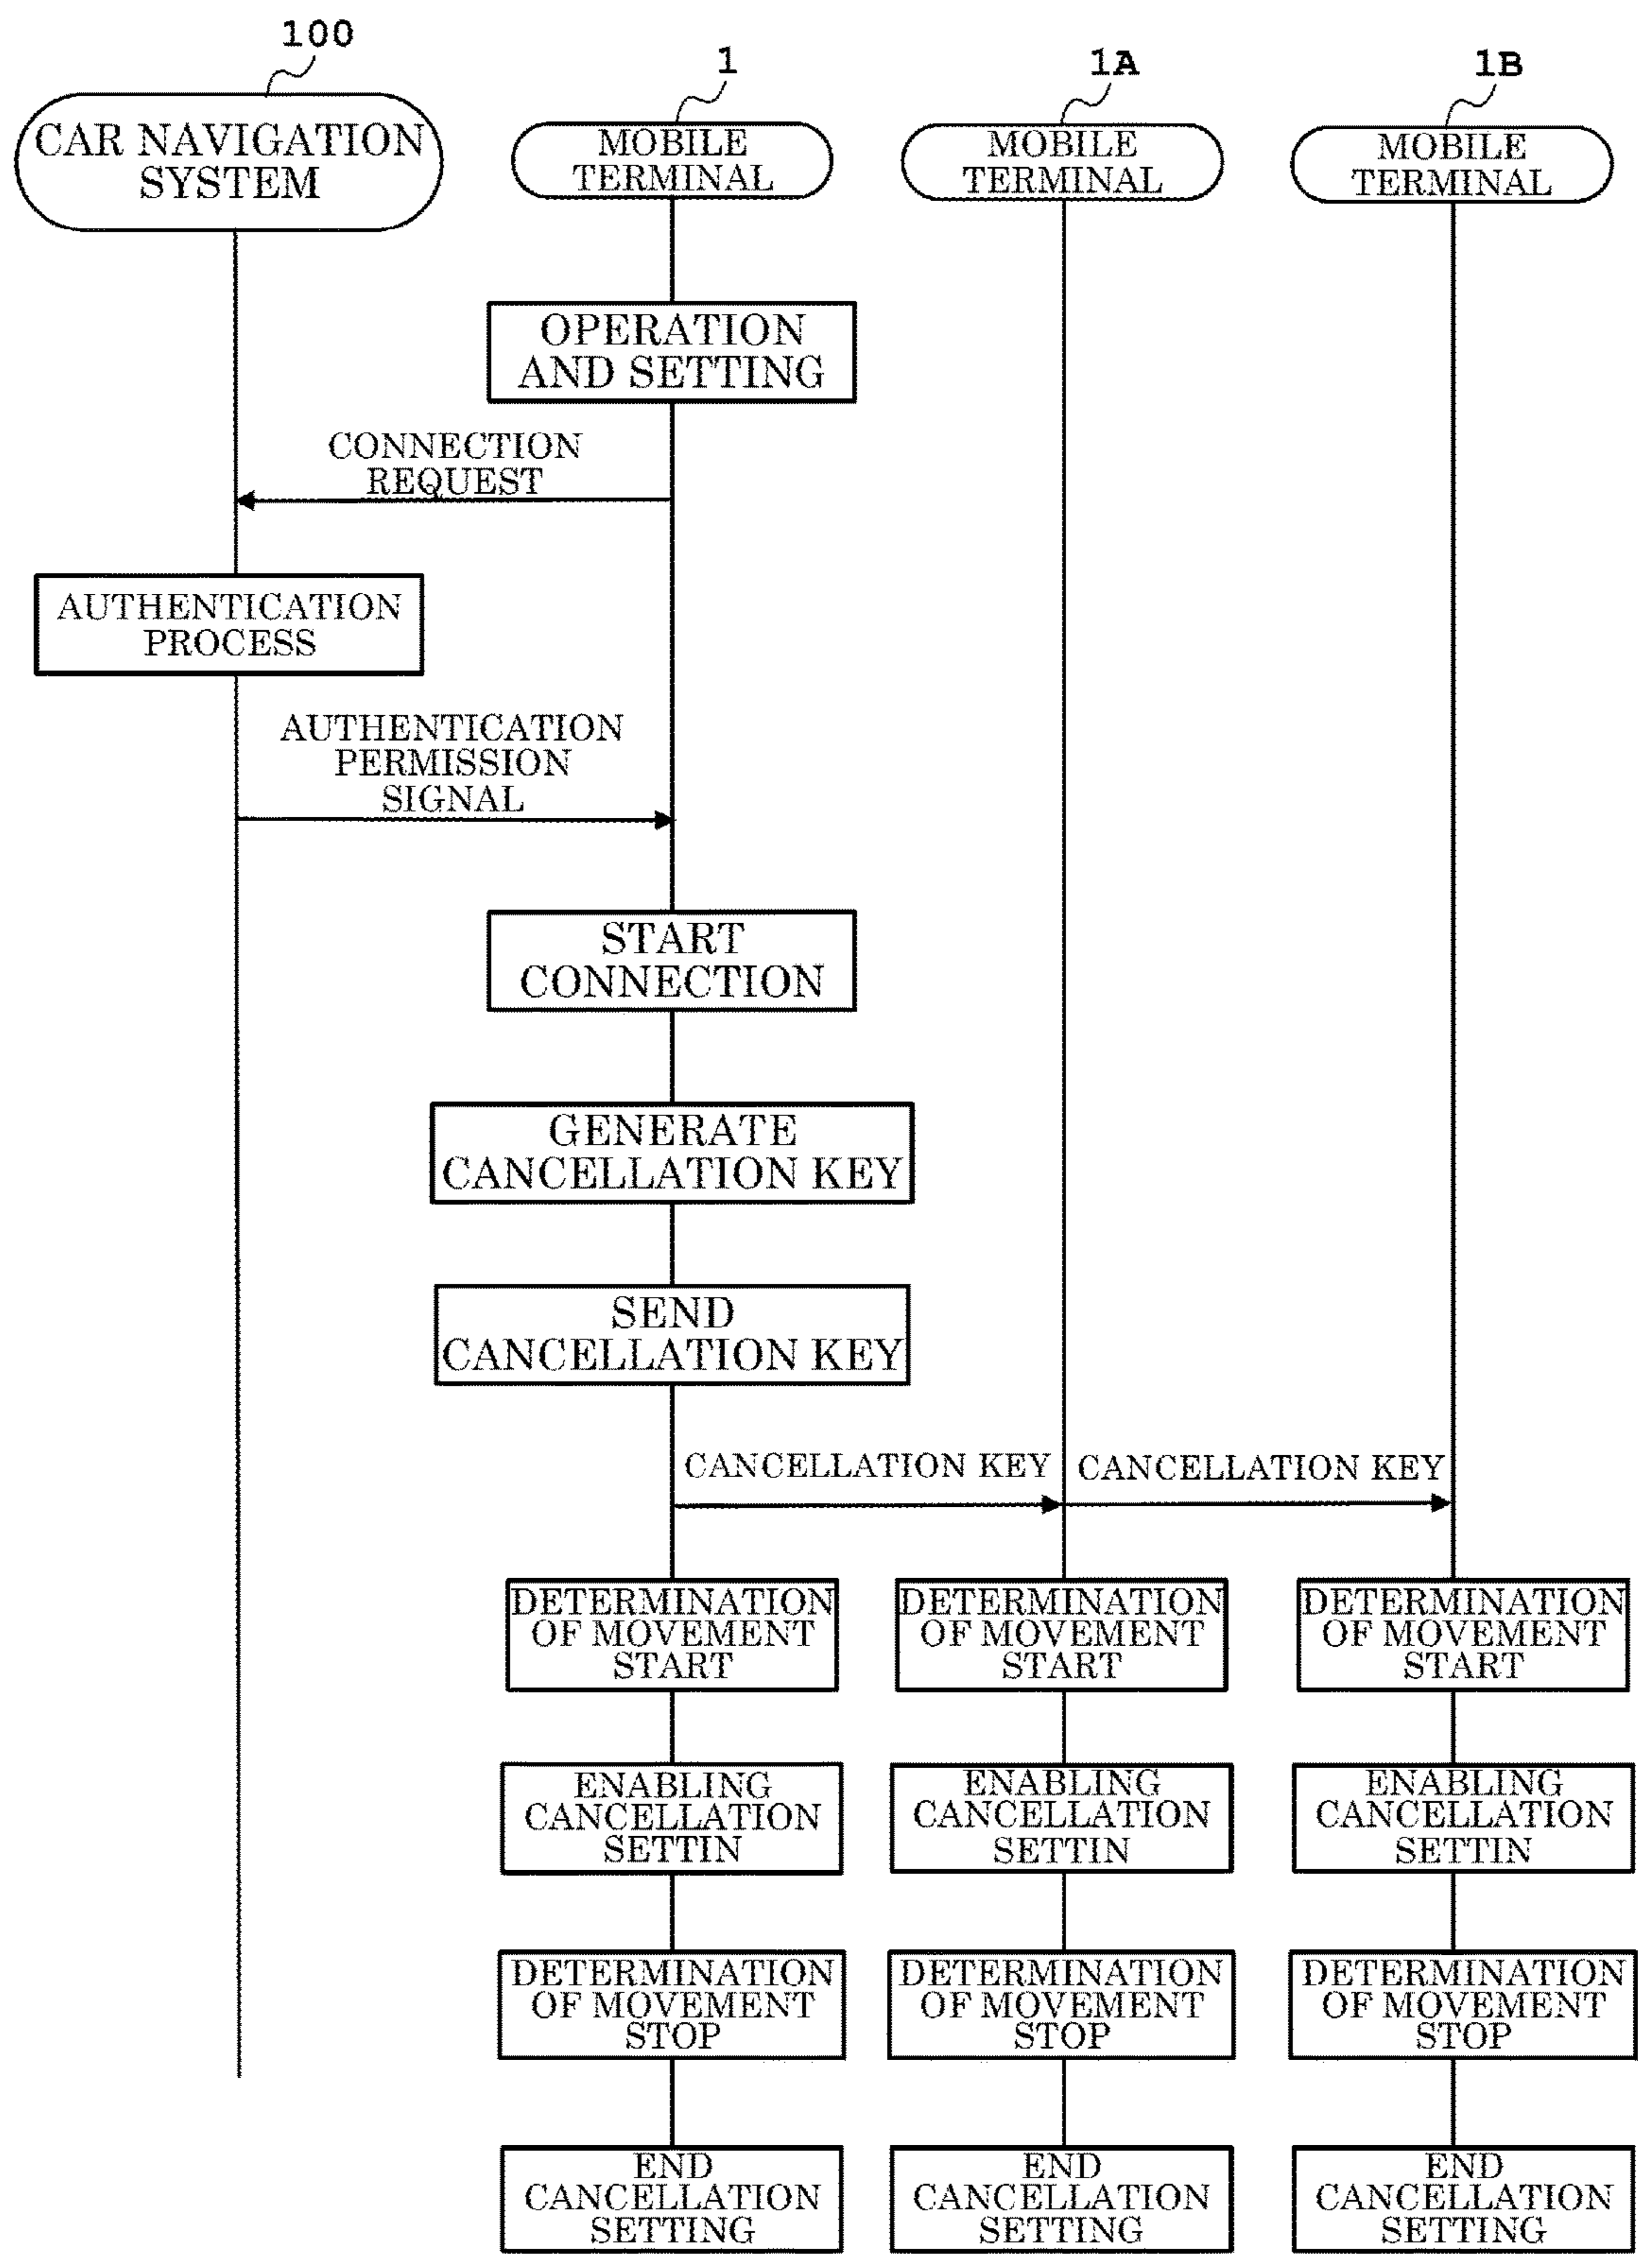 100
1
1A
1B
CAR NAVIGATION
SYSTEM
MOBILE
TERMINAL
MOBILE
TERMINAL
MOBILE
TERMINAL
OPERATION
AND SETTING
CONNECTION
REQUEST
AUTHENTICATION
PROCESS
AUTHENTICATION
PERMISSION
SIGNAL
START
CONNECTION
GENERATE
CANCELLATION KEY
SEND
CANCELLATION KEY
CANCELLATION KEY
CANCELLATION KEY
DETERMINATION
OF MOVEMENT
START
DETERMINATION
OF MOVEMENT
START
DETERMINATION
OF MOVEMENT
START
ENABLING
CANCELLATION
SETTIN
ENABLING
CANCELLATION
SETTIN
ENABLING
CANCELLATION
SETTIN
DETERMINATION
OF MOVEMENT
STOP
DETERMINATION
OF MOVEMENT
STOP
DETERMINATION
OF MOVEMENT
STOP
END
CANCELLATION
SETTING
END
CANCELLATION
SETTING
END
CANCELLATION
SETTING